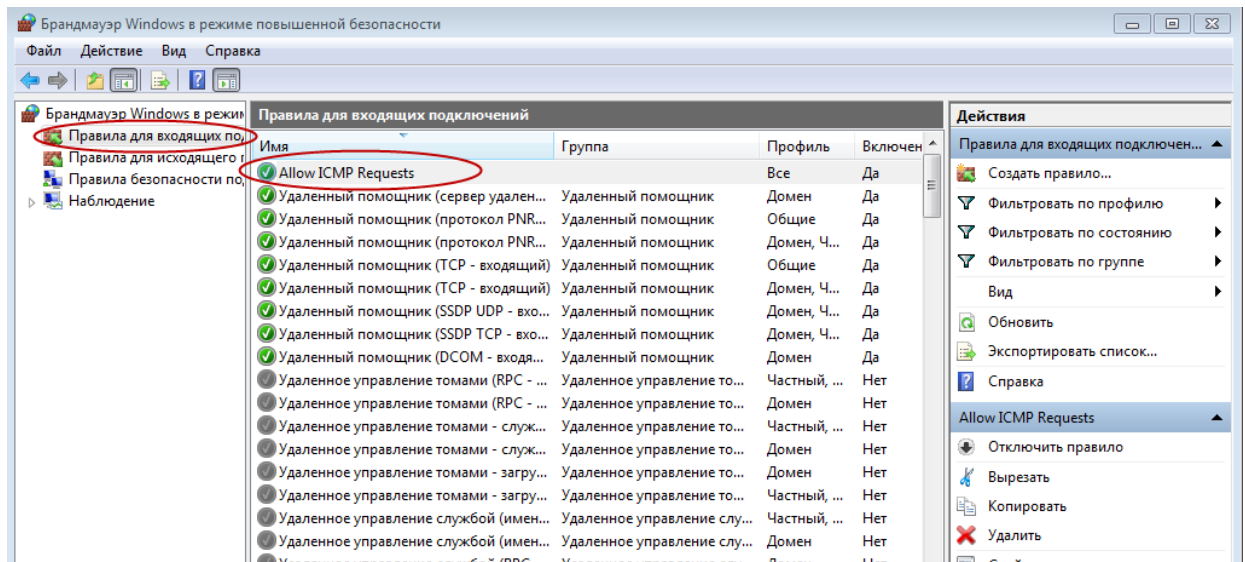 Брандмауэр Windows в режиме повышенной безопасности
Файл Действие Вид Справка
Брандмауэр Windows в режим
Правила для входящих по
Правила для исходящего
Правила безопасности по
Наблюдение
Правила для входящих подключений
Имя Группа Профиль Включен
Allow ICMP Requests Все Да
Удаленный помощник (сервер удален... Удаленный помощник Домен Да
Удаленный помощник (протокол PNR... Удаленный помощник Общие Да
Удаленный помощник (протокол PNR... Удаленный помощник Домен, Ч... Да
Удаленный помощник (TCP - входящий) Удаленный помощник Общие Да
Удаленный помощник (TCP - входящий) Удаленный помощник Домен, Ч... Да
Удаленный помощник (SSDP UDP - вхо... Удаленный помощник Домен, Ч... Да
Удаленный помощник (SSDP TCP - вхо... Удаленный помощник Домен, Ч... Да
Удаленный помощник (DCOM - входя... Удаленный помощник Домен Да
Удаленное управление томами (RPC - ... Удаленное управление то... Частный, ... Нет
Удаленное управление томами (RPC - ... Удаленное управление то... Домен Нет
Удаленное управление томами - служ... Удаленное управление то... Частный, ... Нет
Удаленное управление томами - служ... Удаленное управление то... Домен Нет
Удаленное управление томами - загру... Удаленное управление то... Домен Нет
Удаленное управление томами - загру... Удаленное управление то... Частный, ... Нет
Удаленное управление службой (имен... Удаленное управление слу... Частный, ... Нет
Удаленное управление службой (имен... Удаленное управление слу... Домен Нет
Действия
Правила для входящих подключен...
Создать правило...
Фильтровать по профилю
Фильтровать по состоянию
Фильтровать по группе
Вид
Обновить
Экспортировать список...
Справка
Allow ICMP Requests
Отключить правило
Вырезать
Копировать
Удалить